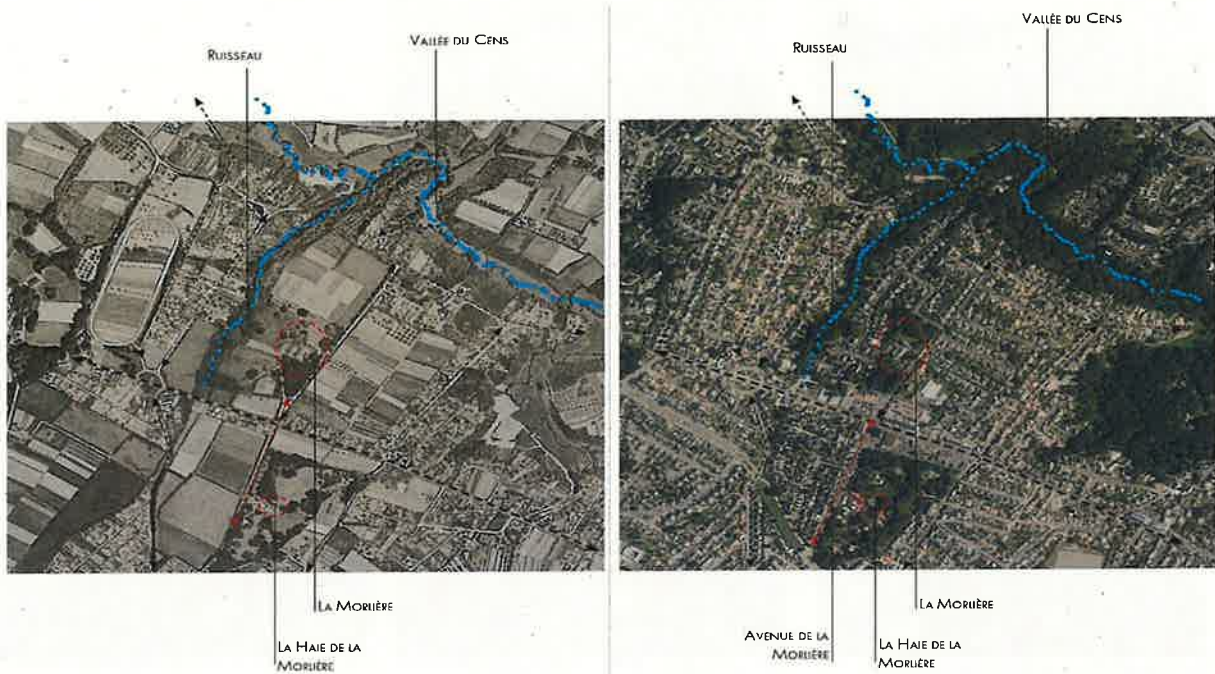 Ruisseau
Vallée du Cens
La Morlière
La Haie de la
Morlière
Ruisseau
Vallée du Cens
La Morlière
Avenue de la
Morlière
La Haie de la
Morlière